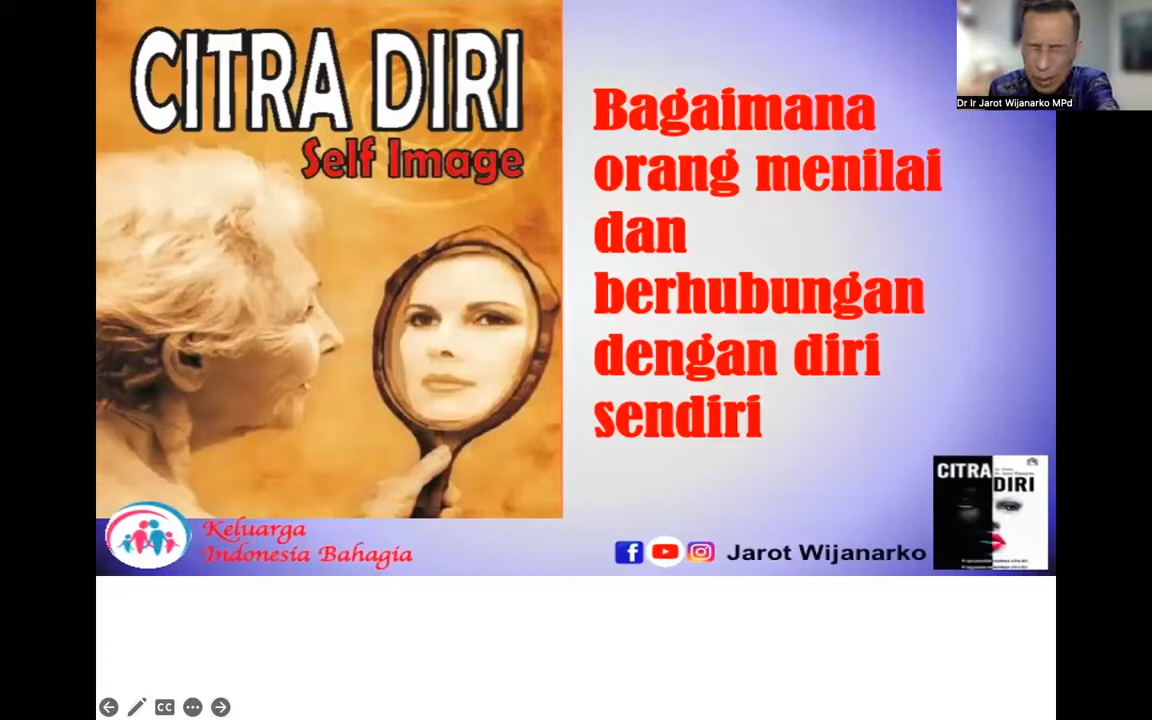 CITRA DIRI
Self Image
Bagaimana
orang menilai
dan
berhubungan
dengan diri
sendiri
Dr Ir Jarot Wijanarko MPd
Keluarga
Indonesia Bahagia
Jarot Wijanarko
CITRA
DIRI
CC